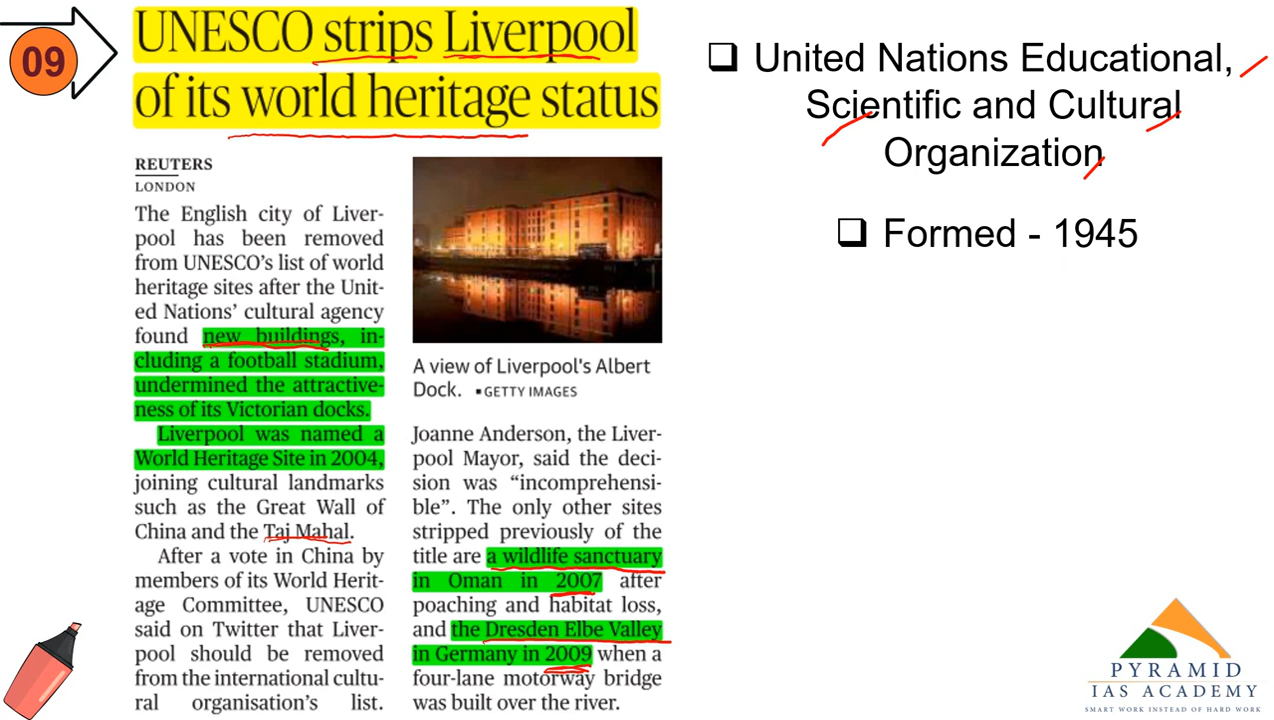 09
UNESCO strips Liverpool
of its world heritage status
REUTERS
LONDON
The English city of Liver-
pool has been removed
from UNESCO's list of world
heritage sites after the Unit-
ed Nations' cultural agency
found new buildings, in-
cluding a football stadium,
undermined the attractive-
ness of its Victorian docks.
Liverpool was named a
World Heritage Site in 2004,
joining cultural landmarks
such as the Great Wall of
China and the Taj Mahal.
After a vote in China by
members of its World Herit-
age Committee, UNESCO
said on Twitter that Liver-
pool should be removed
from the international cultu-
ral organisation's list.
A view of Liverpool's Albert
Dock. ▪GETTY IMAGES
Joanne Anderson, the Liver-
pool Mayor, said the deci-
sion was “incomprehensi-
ble”. The only other sites
stripped previously of the
title are a wildlife sanctuary
in Oman in 2007 after
poaching and habitat loss,
and the Dresden Elbe Valley
in Germany in 2009 when a
four-lane motorway bridge
was built over the river.
❑ United Nations Educational,
Scientific and Cultural
Organization
❑ Formed - 1945
PYRAMID
IAS ACADEMY
SMART WORK INSTEAD OF HARD WORK